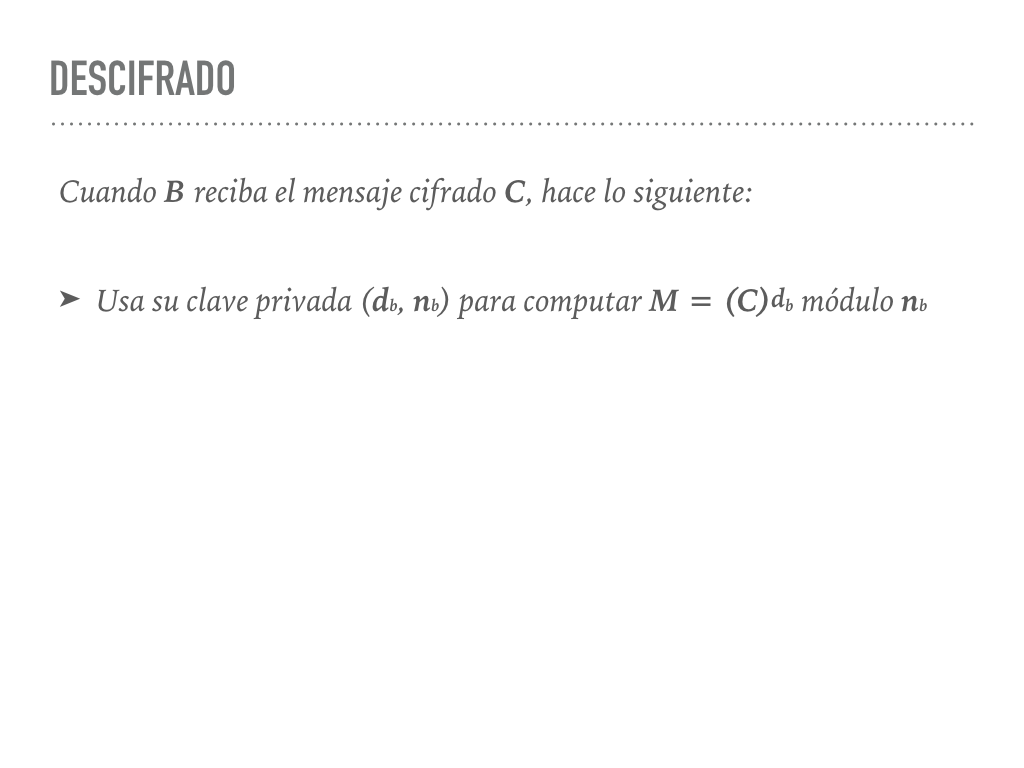 DESCIFRADO
Cuando B reciba el mensaje cifrado C, hace lo siguiente:
➤ Usa su clave privada (d_b, n_b) para computar M = (C)^d_b módulo n_b